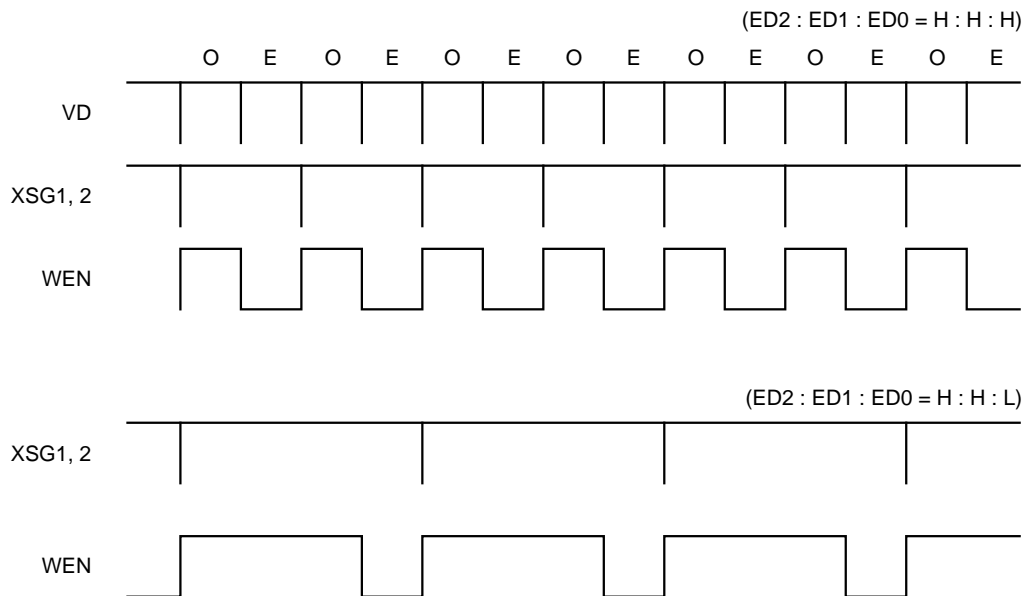 (ED2 : ED1 : ED0 = H : H : H)
O E O E O E O E O E O E O E
VD
XSG1, 2
WEN
(ED2 : ED1 : ED0 = H : H : L)
XSG1, 2
WEN